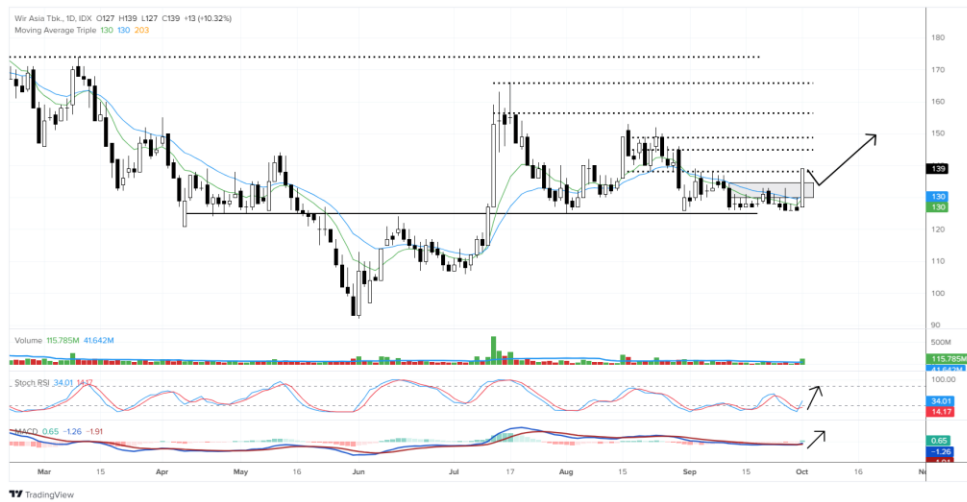 Wir Asia Tbk., 1D, IDX O127 H139 L127 C139 +13 (+10.32%)
Moving Average Triple 130 130 203
180
170
160
150
139
130
130
120
110
100
90
Volume 115.785M 41.642M
500M
115.785M
41.642M
Stoch RSI 34.01 14.17
100.00
34.01
14.17
MACD 0.65 -1.26 -1.91
0.65
-1.26
Mar 15 Apr May 16 Jun Jul 17 Aug 15 Sep 15 Oct 16
TradingView